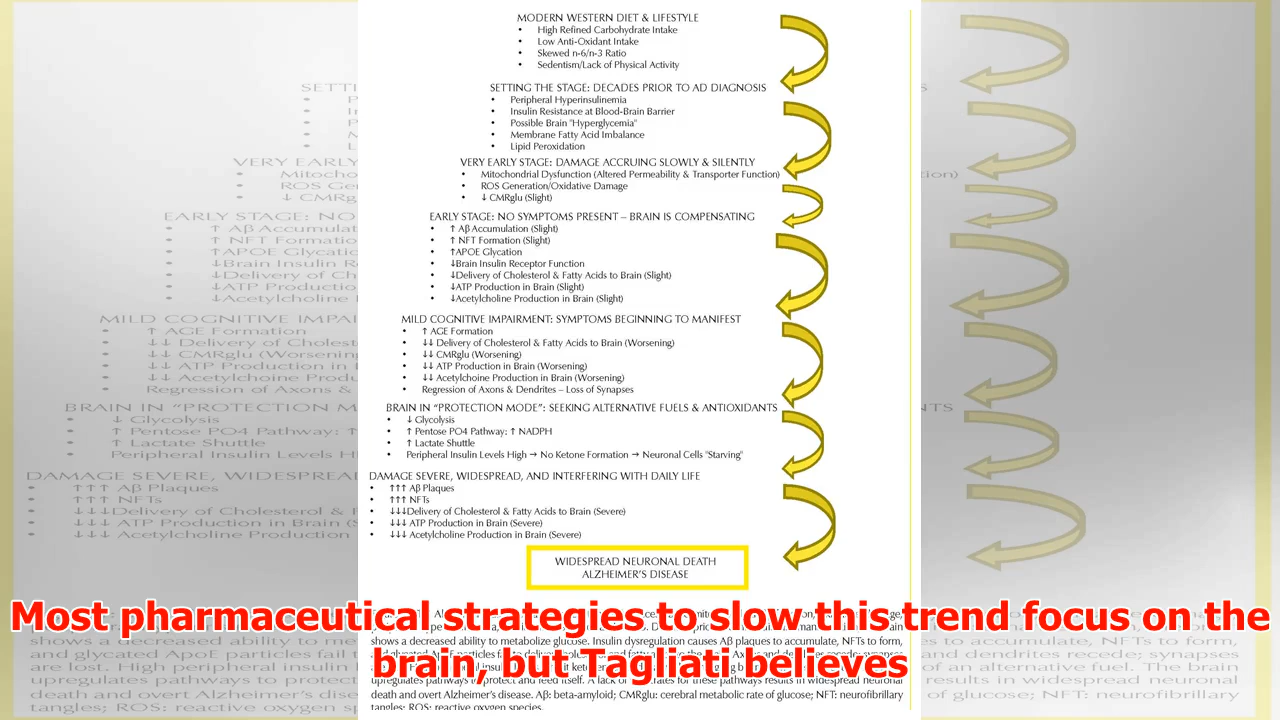 MODERN WESTERN DIET & LIFESTYLE
• High Refined Carbohydrate Intake
• Low Anti-Oxidant Intake
• Skewed n-6/n-3 Ratio
• Sedentism/Lack of Physical Activity
SETTING THE STAGE: DECADES PRIOR TO AD DIAGNOSIS
• Peripheral Hyperinsulinemia
• Insulin Resistance at Blood-Brain Barrier
• Possible Brain "Hyperglycemia"
• Membrane Fatty Acid Imbalance
• Lipid Peroxidation
VERY EARLY STAGE: DAMAGE ACCRUING SLOWLY & SILENTLY
• Mitochondrial Dysfunction (Altered Permeability & Transporter Function)
• ROS Generation/Oxidative Damage
• ↓ CMRglu (Slight)
EARLY STAGE: NO SYMPTOMS PRESENT – BRAIN IS COMPENSATING
• ↑ Aβ Accumulation (Slight)
• ↑ NFT Formation (Slight)
• ↑APOE Glycation
• ↓Brain Insulin Receptor Function
• ↓Delivery of Cholesterol & Fatty Acids to Brain (Slight)
• ↓ATP Production in Brain (Slight)
• ↓Acetylcholine Production in Brain (Slight)
MILD COGNITIVE IMPAIRMENT: SYMPTOMS BEGINNING TO MANIFEST
• ↑ AGE Formation
• ↓↓ Delivery of Cholesterol & Fatty Acids to Brain (Worsening)
• ↓↓ CMRglu (Worsening)
• ↓↓ ATP Production in Brain (Worsening)
• ↓↓ Acetylchoine Production in Brain (Worsening)
• Regression of Axons & Dendrites – Loss of Synapses
BRAIN IN “PROTECTION MODE”: SEEKING ALTERNATIVE FUELS & ANTIOXIDANTS
• ↓ Glycolysis
• ↑ Pentose PO4 Pathway: ↑ NADPH
• ↑ Lactate Shuttle
• Peripheral Insulin Levels High → No Ketone Formation → Neuronal Cells "Starving"
DAMAGE SEVERE, WIDESPREAD, AND INTERFERING WITH DAILY LIFE
• ↑↑↑ Aβ Plaques
• ↑↑↑ NFTs
• ↓↓↓Delivery of Cholesterol & Fatty Acids to Brain (Severe)
• ↓↓↓ ATP Production in Brain (Severe)
• ↓↓↓ Acetylcholine Production in Brain (Severe)
WIDESPREAD NEURONAL DEATH
ALZHEIMER'S DISEASE
Most pharmaceutical strategies to slow this trend focus on the
brain, but Tagliati believes
shows a decreased ability to metabolize glucose. Insulin dysregulation causes Aβ plaques to accumulate, NFTs to form,
death and overt Alzheimer's disease. Aβ: beta-amyloid; CMRglu: cerebral metabolic rate of glucose; NFT: neurofibrillary
tangles; ROS: reactive oxygen species.